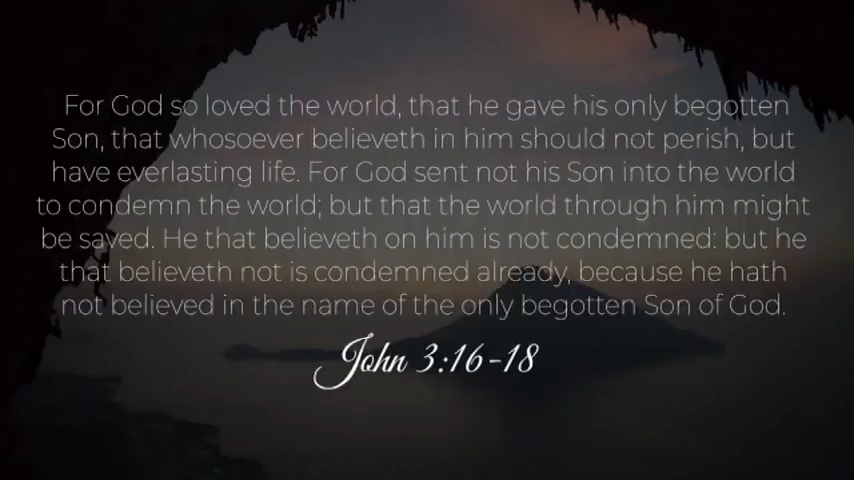 For God so loved the world, that he gave his only begotten
Son, that whosoever believeth in him should not perish, but
have everlasting life. For God sent not his Son into the world
to condemn the world; but that the world through him might
be saved. He that believeth on him is not condemned: but he
that believeth not is condemned already, because he hath
not believed in the name of the only begotten Son of God.
John 3:16-18